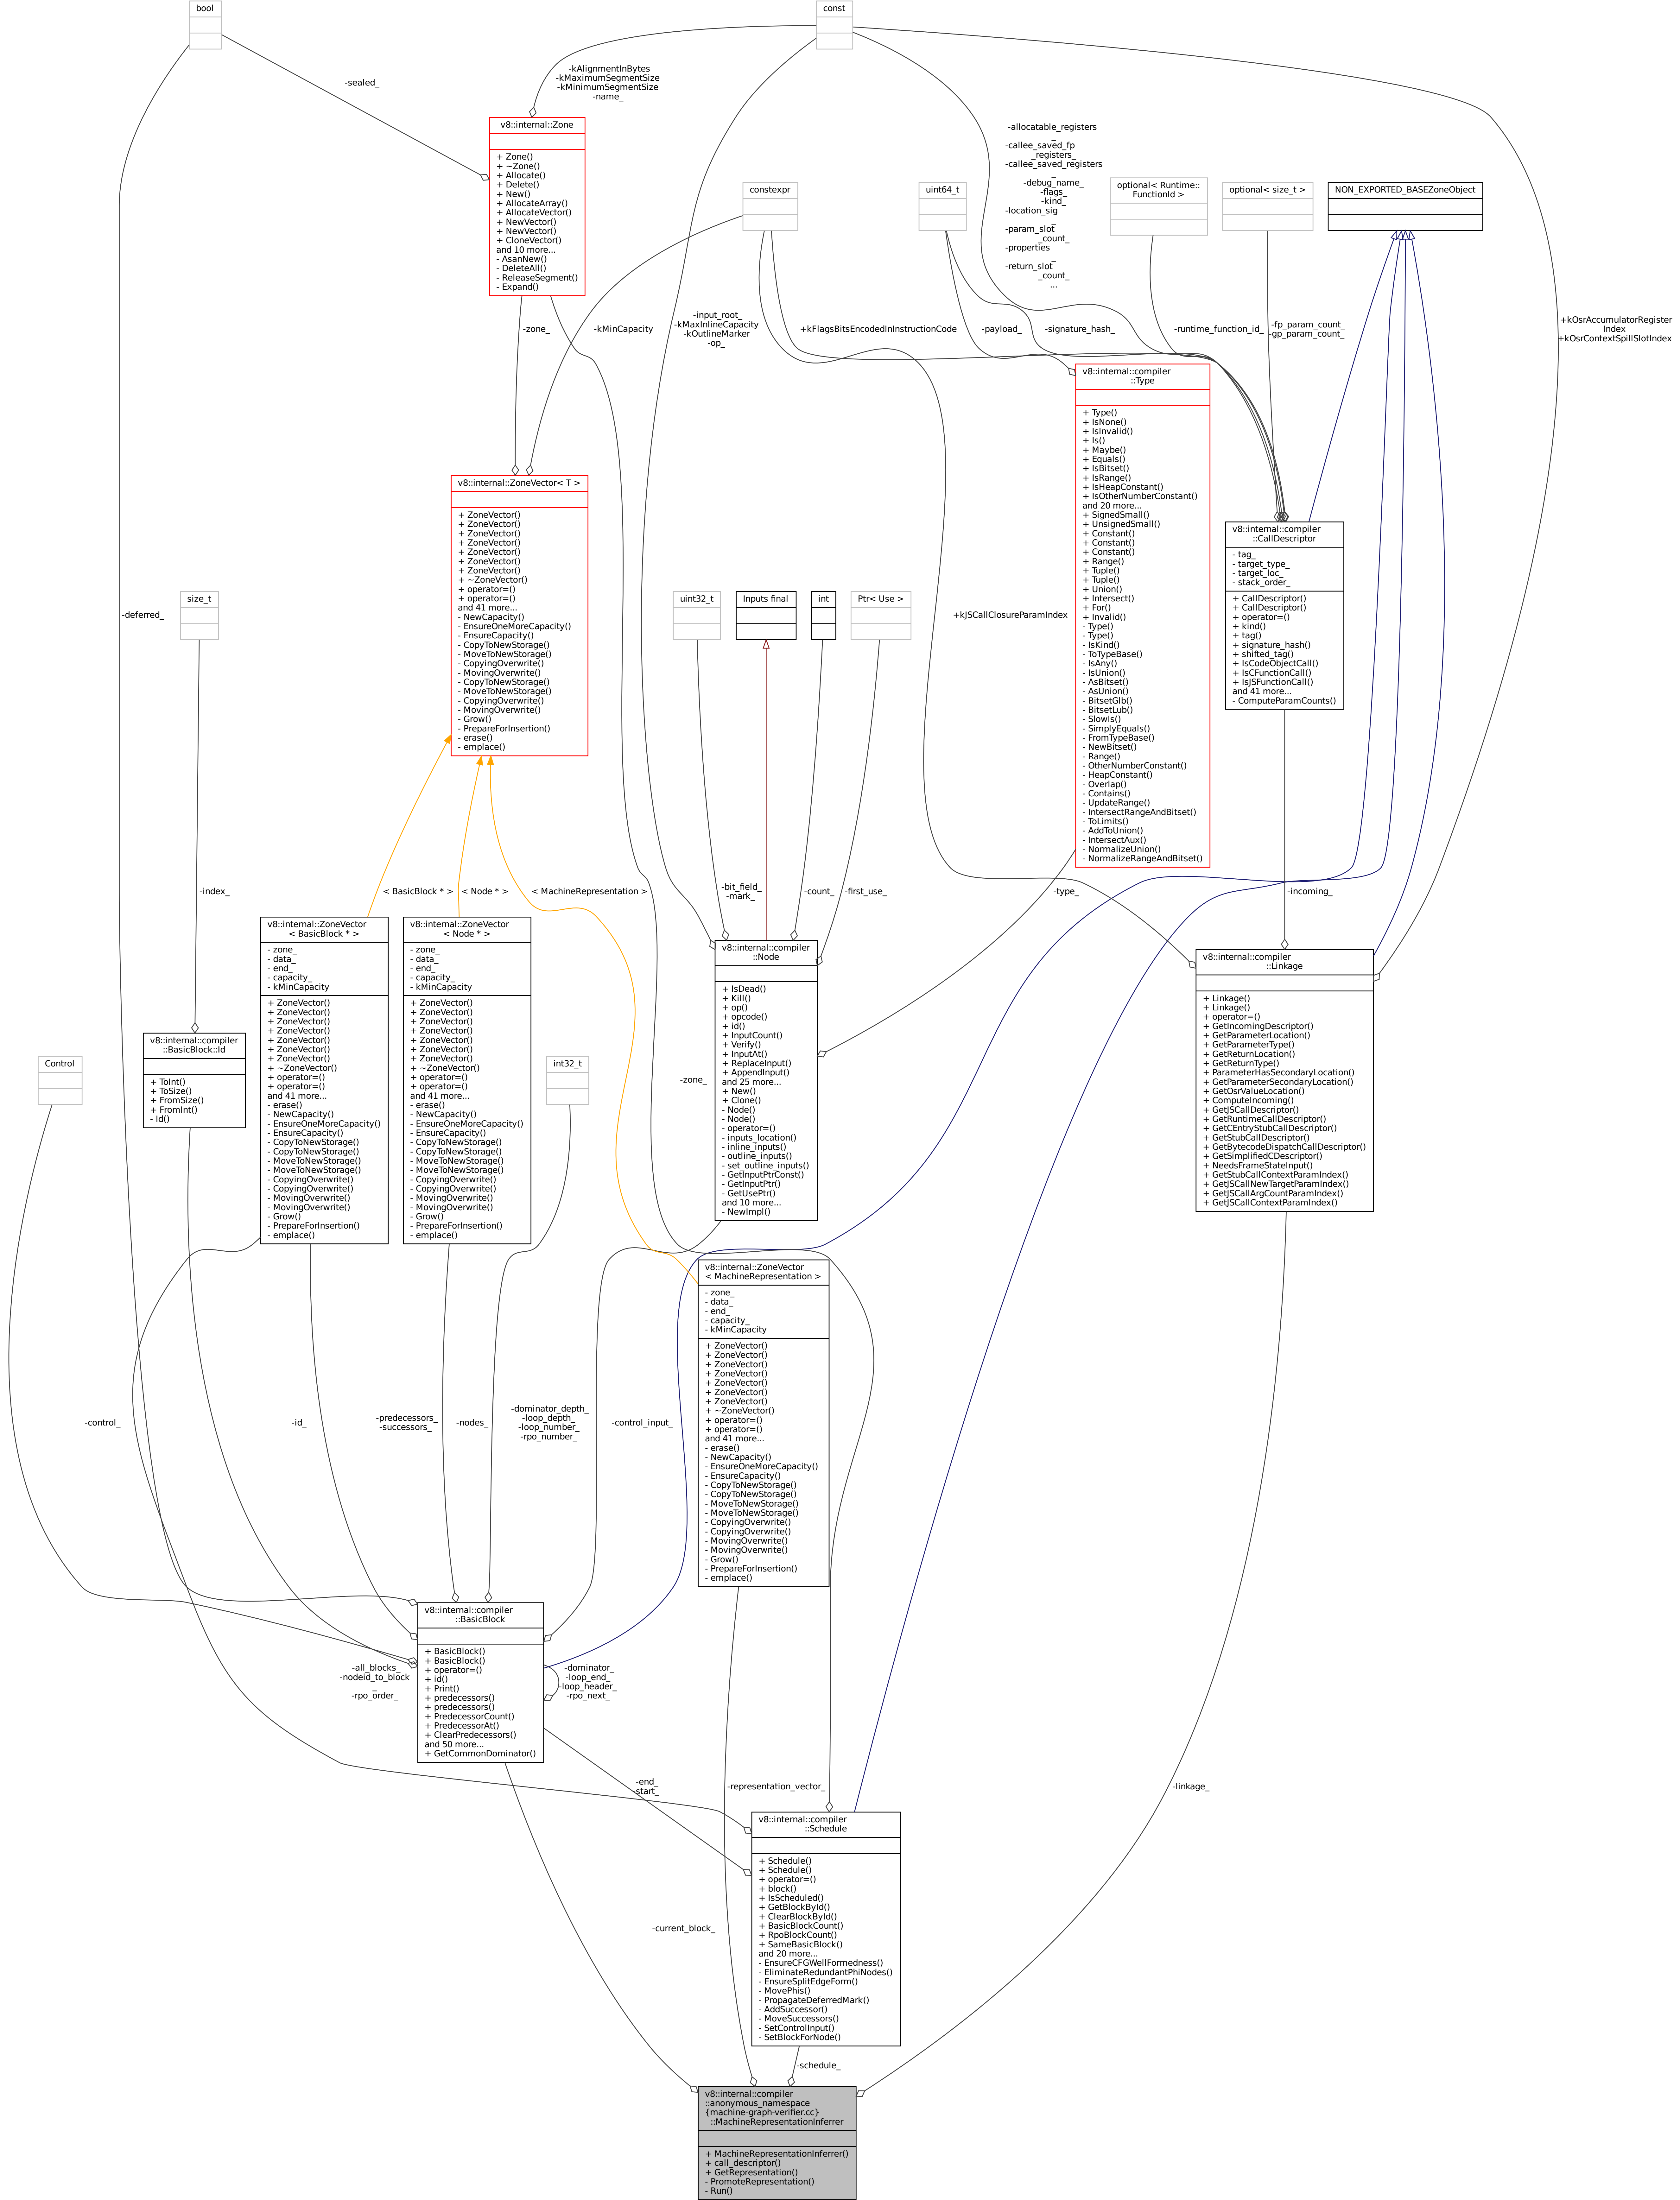 bool
const
-kAlignmentInBytes
-kMaximumSegmentSize
-kMinimumSegmentSize
-name_
-sealed_
v8::internal::Zone
+ Zone()
+ ~Zone()
+ Allocate()
+ Delete()
+ New()
+ AllocateArray()
+ AllocateVector()
+ NewVector()
+ NewVector()
+ CloneVector()
and 10 more...
- AsanNew()
- DeleteAll()
- ReleaseSegment()
- Expand()
-allocatable_registers
_
-callee_saved_fp
_registers_
-callee_saved_registers
_
-debug_name_
-flags_
-kind_
-location_sig
_
-param_slot
_count_
-properties
_
-return_slot
_count_
...
constexpr
uint64_t
optional< Runtime::
FunctionId >
optional< size_t >
NON_EXPORTED_BASEZoneObject
-zone_
-kMinCapacity
-input_root_
-kMaxInlineCapacity
-kOutlineMarker
-op_
+kFlagsBitsEncodedInInstructionCode
-payload_
-signature_hash_
-runtime_function_id_
-fp_param_count_
-gp_param_count_
+kOsrAccumulatorRegister
Index
+kOsrContextSpillSlotIndex
v8::internal::compiler
::Type
+ Type()
+ IsNone()
+ IsInvalid()
+ Is()
+ Maybe()
+ Equals()
+ IsBitset()
+ IsRange()
+ IsHeapConstant()
+ IsOtherNumberConstant()
and 20 more...
+ SignedSmall()
+ UnsignedSmall()
+ Constant()
+ Constant()
+ Constant()
+ Range()
+ Tuple()
+ Tuple()
+ Union()
+ Intersect()
+ For()
+ Invalid()
- Type()
- Type()
- IsKind()
- ToTypeBase()
- IsAny()
- IsUnion()
- AsBitset()
- AsUnion()
- BitsetGlb()
- BitsetLub()
- SlowIs()
- SimplyEquals()
- FromTypeBase()
- NewBitset()
- Range()
- OtherNumberConstant()
- HeapConstant()
- Overlap()
- Contains()
- UpdateRange()
- IntersectRangeAndBitset()
- ToLimits()
- AddToUnion()
- IntersectAux()
- NormalizeUnion()
- NormalizeRangeAndBitset()
v8::internal::ZoneVector< T >
+ ZoneVector()
+ ZoneVector()
+ ZoneVector()
+ ZoneVector()
+ ZoneVector()
+ ZoneVector()
+ ZoneVector()
+ ~ZoneVector()
+ operator=()
+ operator=()
and 41 more...
- NewCapacity()
- EnsureOneMoreCapacity()
- EnsureCapacity()
- CopyToNewStorage()
- MoveToNewStorage()
- CopyingOverwrite()
- MovingOverwrite()
- CopyToNewStorage()
- MoveToNewStorage()
- CopyingOverwrite()
- MovingOverwrite()
- Grow()
- PrepareForInsertion()
- erase()
- emplace()
v8::internal::compiler
::CallDescriptor
- tag_
- target_type_
- target_loc_
- stack_order_
+ CallDescriptor()
+ CallDescriptor()
+ operator=()
+ kind()
+ tag()
+ signature_hash()
+ shifted_tag()
+ IsCodeObjectCall()
+ IsCFunctionCall()
+ IsJSFunctionCall()
and 41 more...
- ComputeParamCounts()
-deferred_
size_t
uint32_t
Inputs final
int
Ptr< Use >
+kJSCallClosureParamIndex
-index_
< BasicBlock * >
< Node * >
< MachineRepresentation >
-bit_field_
-mark_
-count_
-first_use_
-type_
-incoming_
v8::internal::ZoneVector
< BasicBlock * >
- zone_
- data_
- end_
- capacity_
- kMinCapacity
+ ZoneVector()
+ ZoneVector()
+ ZoneVector()
+ ZoneVector()
+ ZoneVector()
+ ZoneVector()
+ ZoneVector()
+ ~ZoneVector()
+ operator=()
+ operator=()
and 41 more...
- erase()
- NewCapacity()
- EnsureOneMoreCapacity()
- EnsureCapacity()
- CopyToNewStorage()
- CopyToNewStorage()
- MoveToNewStorage()
- MoveToNewStorage()
- CopyingOverwrite()
- CopyingOverwrite()
- MovingOverwrite()
- MovingOverwrite()
- Grow()
- PrepareForInsertion()
- emplace()
v8::internal::ZoneVector
< Node * >
- zone_
- data_
- end_
- capacity_
- kMinCapacity
+ ZoneVector()
+ ZoneVector()
+ ZoneVector()
+ ZoneVector()
+ ZoneVector()
+ ZoneVector()
+ ZoneVector()
+ ~ZoneVector()
+ operator=()
+ operator=()
and 41 more...
- erase()
- NewCapacity()
- EnsureOneMoreCapacity()
- EnsureCapacity()
- CopyToNewStorage()
- CopyToNewStorage()
- MoveToNewStorage()
- MoveToNewStorage()
- CopyingOverwrite()
- CopyingOverwrite()
- MovingOverwrite()
- MovingOverwrite()
- Grow()
- PrepareForInsertion()
- emplace()
v8::internal::compiler
::Node
+ IsDead()
+ Kill()
+ op()
+ opcode()
+ id()
+ InputCount()
+ Verify()
+ InputAt()
+ ReplaceInput()
+ AppendInput()
and 25 more...
+ New()
+ Clone()
- Node()
- Node()
- operator=()
- inputs_location()
- inline_inputs()
- outline_inputs()
- set_outline_inputs()
- GetInputPtrConst()
- GetInputPtr()
- GetUsePtr()
and 10 more...
- NewImpl()
v8::internal::compiler
::Linkage
+ Linkage()
+ Linkage()
+ operator=()
+ GetIncomingDescriptor()
+ GetParameterLocation()
+ GetParameterType()
+ GetReturnLocation()
+ GetReturnType()
+ ParameterHasSecondaryLocation()
+ GetParameterSecondaryLocation()
+ GetOsrValueLocation()
+ ComputeIncoming()
+ GetJSCallDescriptor()
+ GetRuntimeCallDescriptor()
+ GetCEntryStubCallDescriptor()
+ GetStubCallDescriptor()
+ GetBytecodeDispatchCallDescriptor()
+ GetSimplifiedCDescriptor()
+ NeedsFrameStateInput()
+ GetStubCallContextParamIndex()
+ GetJSCallNewTargetParamIndex()
+ GetJSCallArgCountParamIndex()
+ GetJSCallContextParamIndex()
Control
v8::internal::compiler
::BasicBlock::Id
+ ToInt()
+ ToSize()
+ FromSize()
+ FromInt()
- Id()
int32_t
-zone_
v8::internal::ZoneVector
< MachineRepresentation >
- zone_
- data_
- end_
- capacity_
- kMinCapacity
+ ZoneVector()
+ ZoneVector()
+ ZoneVector()
+ ZoneVector()
+ ZoneVector()
+ ZoneVector()
+ ZoneVector()
+ ~ZoneVector()
+ operator=()
+ operator=()
and 41 more...
- erase()
- NewCapacity()
- EnsureOneMoreCapacity()
- EnsureCapacity()
- CopyToNewStorage()
- CopyToNewStorage()
- MoveToNewStorage()
- MoveToNewStorage()
- CopyingOverwrite()
- CopyingOverwrite()
- MovingOverwrite()
- MovingOverwrite()
- Grow()
- PrepareForInsertion()
- emplace()
-control_
-id_
-predecessors_
-successors_
-nodes_
-dominator_depth_
-loop_depth_
-loop_number_
-rpo_number_
-control_input_
v8::internal::compiler
::BasicBlock
+ BasicBlock()
+ BasicBlock()
+ operator=()
+ id()
+ Print()
+ predecessors()
+ predecessors()
+ PredecessorCount()
+ PredecessorAt()
+ ClearPredecessors()
and 50 more...
+ GetCommonDominator()
-all_blocks_
-nodeid_to_block
_
-rpo_order_
-dominator_
-loop_end_
-loop_header_
-rpo_next_
-end_
-start_
-representation_vector_
-linkage_
v8::internal::compiler
::Schedule
+ Schedule()
+ Schedule()
+ operator=()
+ block()
+ IsScheduled()
+ GetBlockById()
+ ClearBlockById()
+ BasicBlockCount()
+ RpoBlockCount()
+ SameBasicBlock()
and 20 more...
- EnsureCFGWellFormedness()
- EliminateRedundantPhiNodes()
- EnsureSplitEdgeForm()
- MovePhis()
- PropagateDeferredMark()
- AddSuccessor()
- MoveSuccessors()
- SetControlInput()
- SetBlockForNode()
-current_block_
-schedule_
v8::internal::compiler
::anonymous_namespace
{machine-graph-verifier.cc}
::MachineRepresentationInferrer
+ MachineRepresentationInferrer()
+ call_descriptor()
+ GetRepresentation()
- PromoteRepresentation()
- Run()